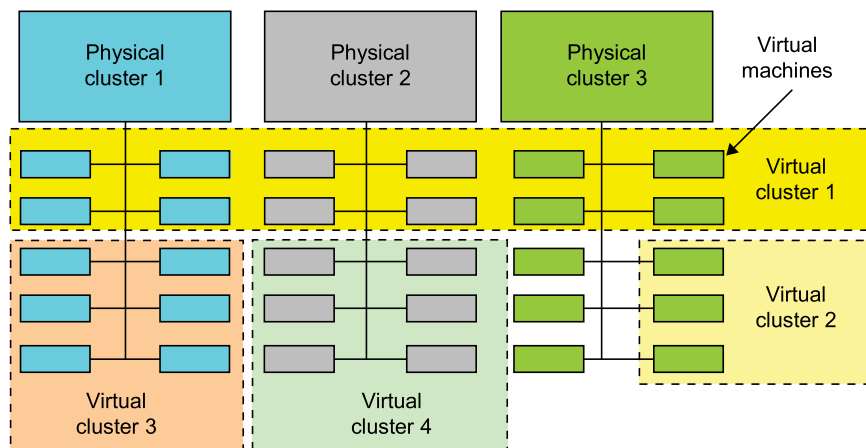 Physical
cluster 1
Physical
cluster 2
Physical
cluster 3
Virtual
machines
Virtual
cluster 1
Virtual
cluster 2
Virtual
cluster 3
Virtual
cluster 4